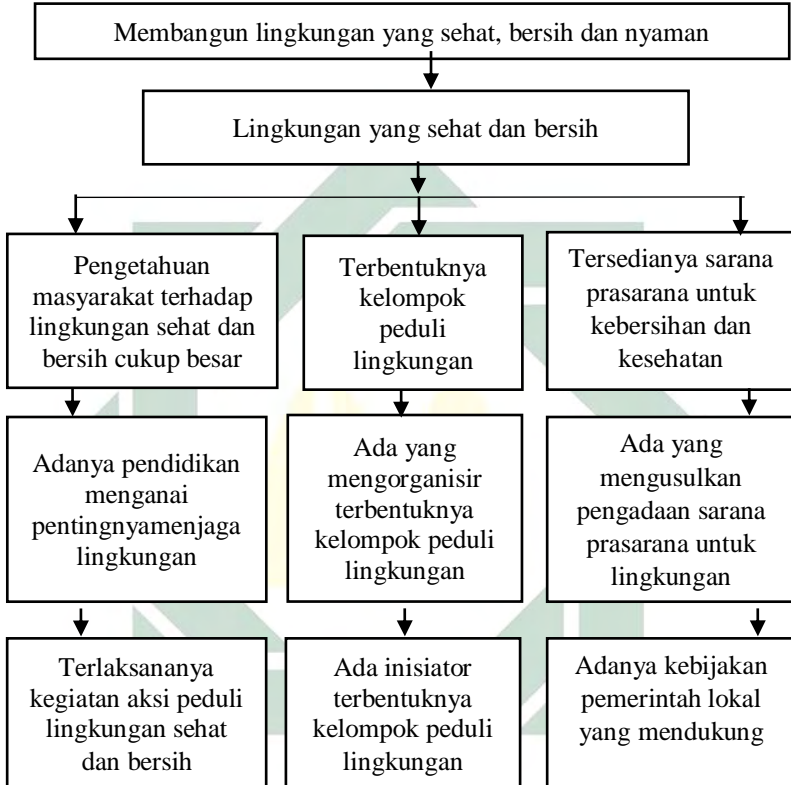 Membangun lingkungan yang sehat, bersih dan nyaman
Lingkungan yang sehat dan bersih
Pengetahuan
masyarakat terhadap
lingkungan sehat dan
bersih cukup besar
Terbentuknya
kelompok
peduli
lingkungan
Tersedianya sarana
prasarana untuk
kebersihan dan
kesehatan
Adanya pendidikan
menganai
pentingnyamenjaga
lingkungan
Ada yang
mengorganisir
terbentuknya
kelompok peduli
lingkungan
Ada yang
mengusulkan
pengadaan sarana
prasarana untuk
lingkungan
Terlaksananya
kegiatan aksi peduli
lingkungan sehat
dan bersih
Ada inisiator
terbentuknya
kelompok peduli
lingkungan
Adanya kebijakan
pemerintah lokal
yang mendukung